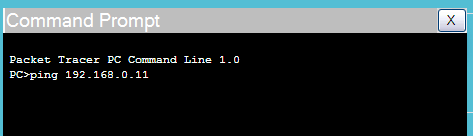 Command Prompt
X
Packet Tracer PC Command Line 1.0
PC>ping 192.168.0.11